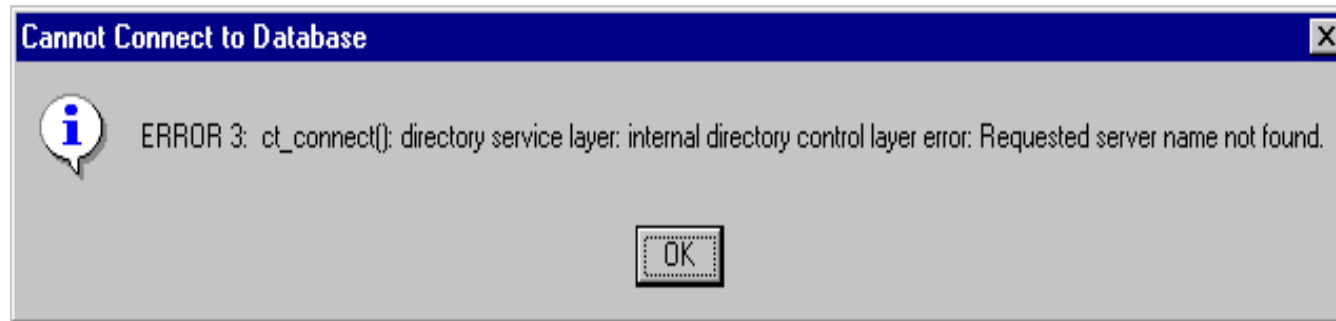 Cannot Connect to Database
ERROR 3: ct_connect(): directory service layer: internal directory control layer error: Requested server name not found.
OK